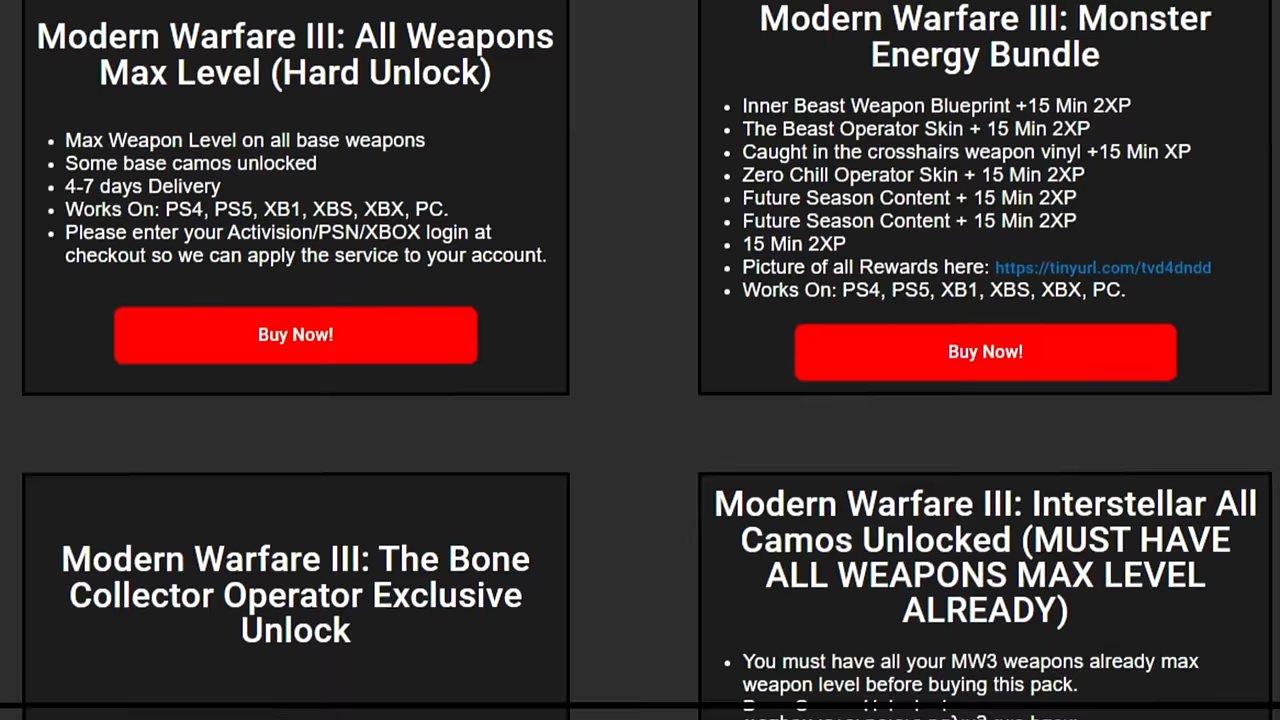 Modern Warfare III: All Weapons
Max Level (Hard Unlock)
Max Weapon Level on all base weapons
Some base camos unlocked
4-7 days Delivery
Works On: PS4, PS5, XB1, XBS, XBX, PC.
Please enter your Activision/PSN/XBOX login at
checkout so we can apply the service to your account.
Buy Now!
Modern Warfare III: Monster
Energy Bundle
Inner Beast Weapon Blueprint +15 Min 2XP
The Beast Operator Skin + 15 Min 2XP
Caught in the crosshairs weapon vinyl +15 Min XP
Zero Chill Operator Skin + 15 Min 2XP
Future Season Content + 15 Min 2XP
Future Season Content + 15 Min 2XP
15 Min 2XP
Picture of all Rewards here: https://tinyurl.com/tvd4dndd
Works On: PS4, PS5, XB1, XBS, XBX, PC.
Buy Now!
Modern Warfare III: The Bone
Collector Operator Exclusive
Unlock
Modern Warfare III: Interstellar All
Camos Unlocked (MUST HAVE
ALL WEAPONS MAX LEVEL
ALREADY)
You must have all your MW3 weapons already max
weapon level before buying this pack.